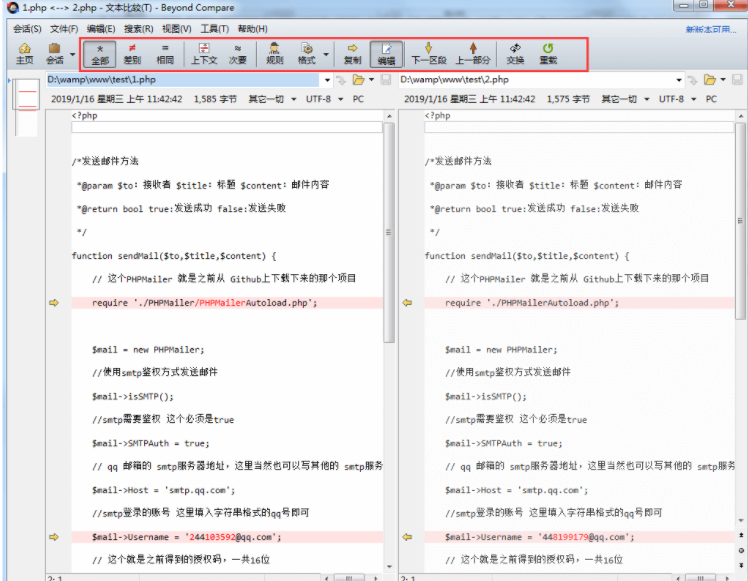 1.php <--> 2.php - 文本比较(T) - Beyond Compare
会话(S) 文件(F) 编辑(E) 搜索(R) 视图(V) 工具(T) 帮助(H) 新版本可用...
主页 会话 全部 差别 相同 上下文 次要 规则 格式 复制 编辑 下一区段 上一部分 交换 重载
D:\wamp\www\test\1.php D:\wamp\www\test\2.php
2019/1/16 星期三 上午 11:42:42 1,585 字节 其它一切 UTF-8 PC 2019/1/16 星期三 上午 11:42:42 1,575 字节 其它一切 UTF-8 PC
<?php
/*发送邮件方法
*@param $to: 接收者 $title: 标题 $content: 邮件内容
*@return bool true:发送成功 false:发送失败
*/
function sendMail($to,$title,$content) {
// 这个PHPMailer 就是之前从 Github上下载下来的那个项目
require './PHPMailer/PHPMailerAutoload.php';
$mail = new PHPMailer;
//使用smtp鉴权方式发送邮件
$mail->isSMTP();
//smtp需要鉴权 这个必须是true
$mail->SMTPAuth = true;
// qq 邮箱的 smtp服务器地址, 这里当然也可以写其他的 smtp服务
$mail->Host = 'smtp.qq.com';
//smtp登录的账号 这里填入字符串格式的qq号即可
$mail->Username = '244103592@qq.com';
// 这个就是之前得到的授权码, 一共16位
2: 1
<?php
/*发送邮件方法
*@param $to: 接收者 $title: 标题 $content: 邮件内容
*@return bool true:发送成功 false:发送失败
*/
function sendMail($to,$title,$content) {
// 这个PHPMailer 就是之前从 Github上下载下来的那个项目
require './PHPMailerAutoload.php';
$mail = new PHPMailer;
//使用smtp鉴权方式发送邮件
$mail->isSMTP();
//smtp需要鉴权 这个必须是true
$mail->SMTPAuth = true;
// qq 邮箱的 smtp服务器地址, 这里当然也可以写其他的 smtp服务
$mail->Host = 'smtp.qq.com';
//smtp登录的账号 这里填入字符串格式的qq号即可
$mail->Username = '448199179@qq.com';
// 这个就是之前得到的授权码, 一共16位
2: 1